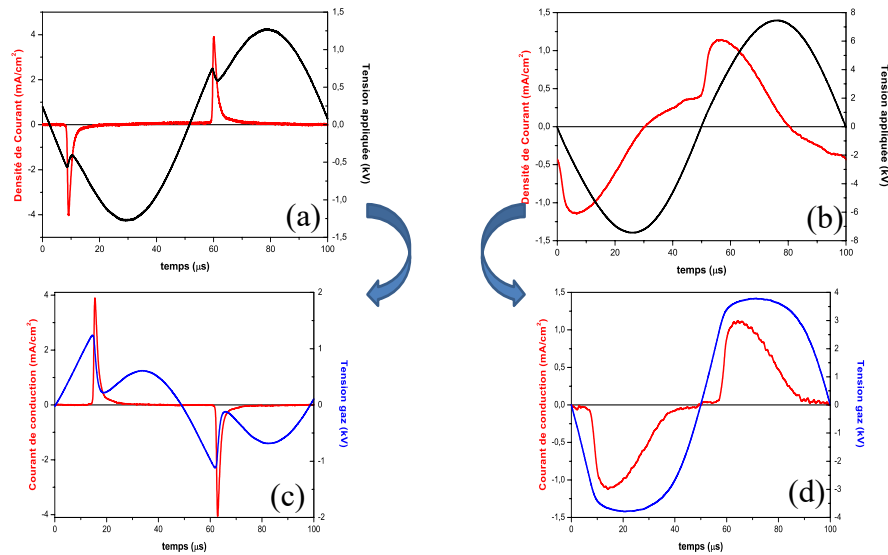 Densité de Courant (mA/cm²)
4
2
0
-2
-4
0 20 40 60 80 100
temps (µs)
1,5
1,0
0,5
0,0
-0,5
-1,0
-1,5
Tension appliquée (kV)
(a)
Densité de Courant (mA/cm²)
1,5
1,0
0,5
0,0
-0,5
-1,0
-1,5
0 20 40 60 80 100
temps (µs)
8
6
4
2
0
-2
-4
-6
-8
Tension appliquée (kV)
(b)
Courant de conduction (mA/cm²)
4
2
0
-2
-4
0 20 40 60 80 100
temps (µs)
2
1
0
-1
-2
Tension gaz (kV)
(c)
Courant de conduction (mA/cm²)
1,5
1,0
0,5
0,0
-0,5
-1,0
-1,5
0 20 40 60 80 100
temps (µs)
4
3
2
1
0
-1
-2
-3
-4
Tension gaz (kV)
(d)